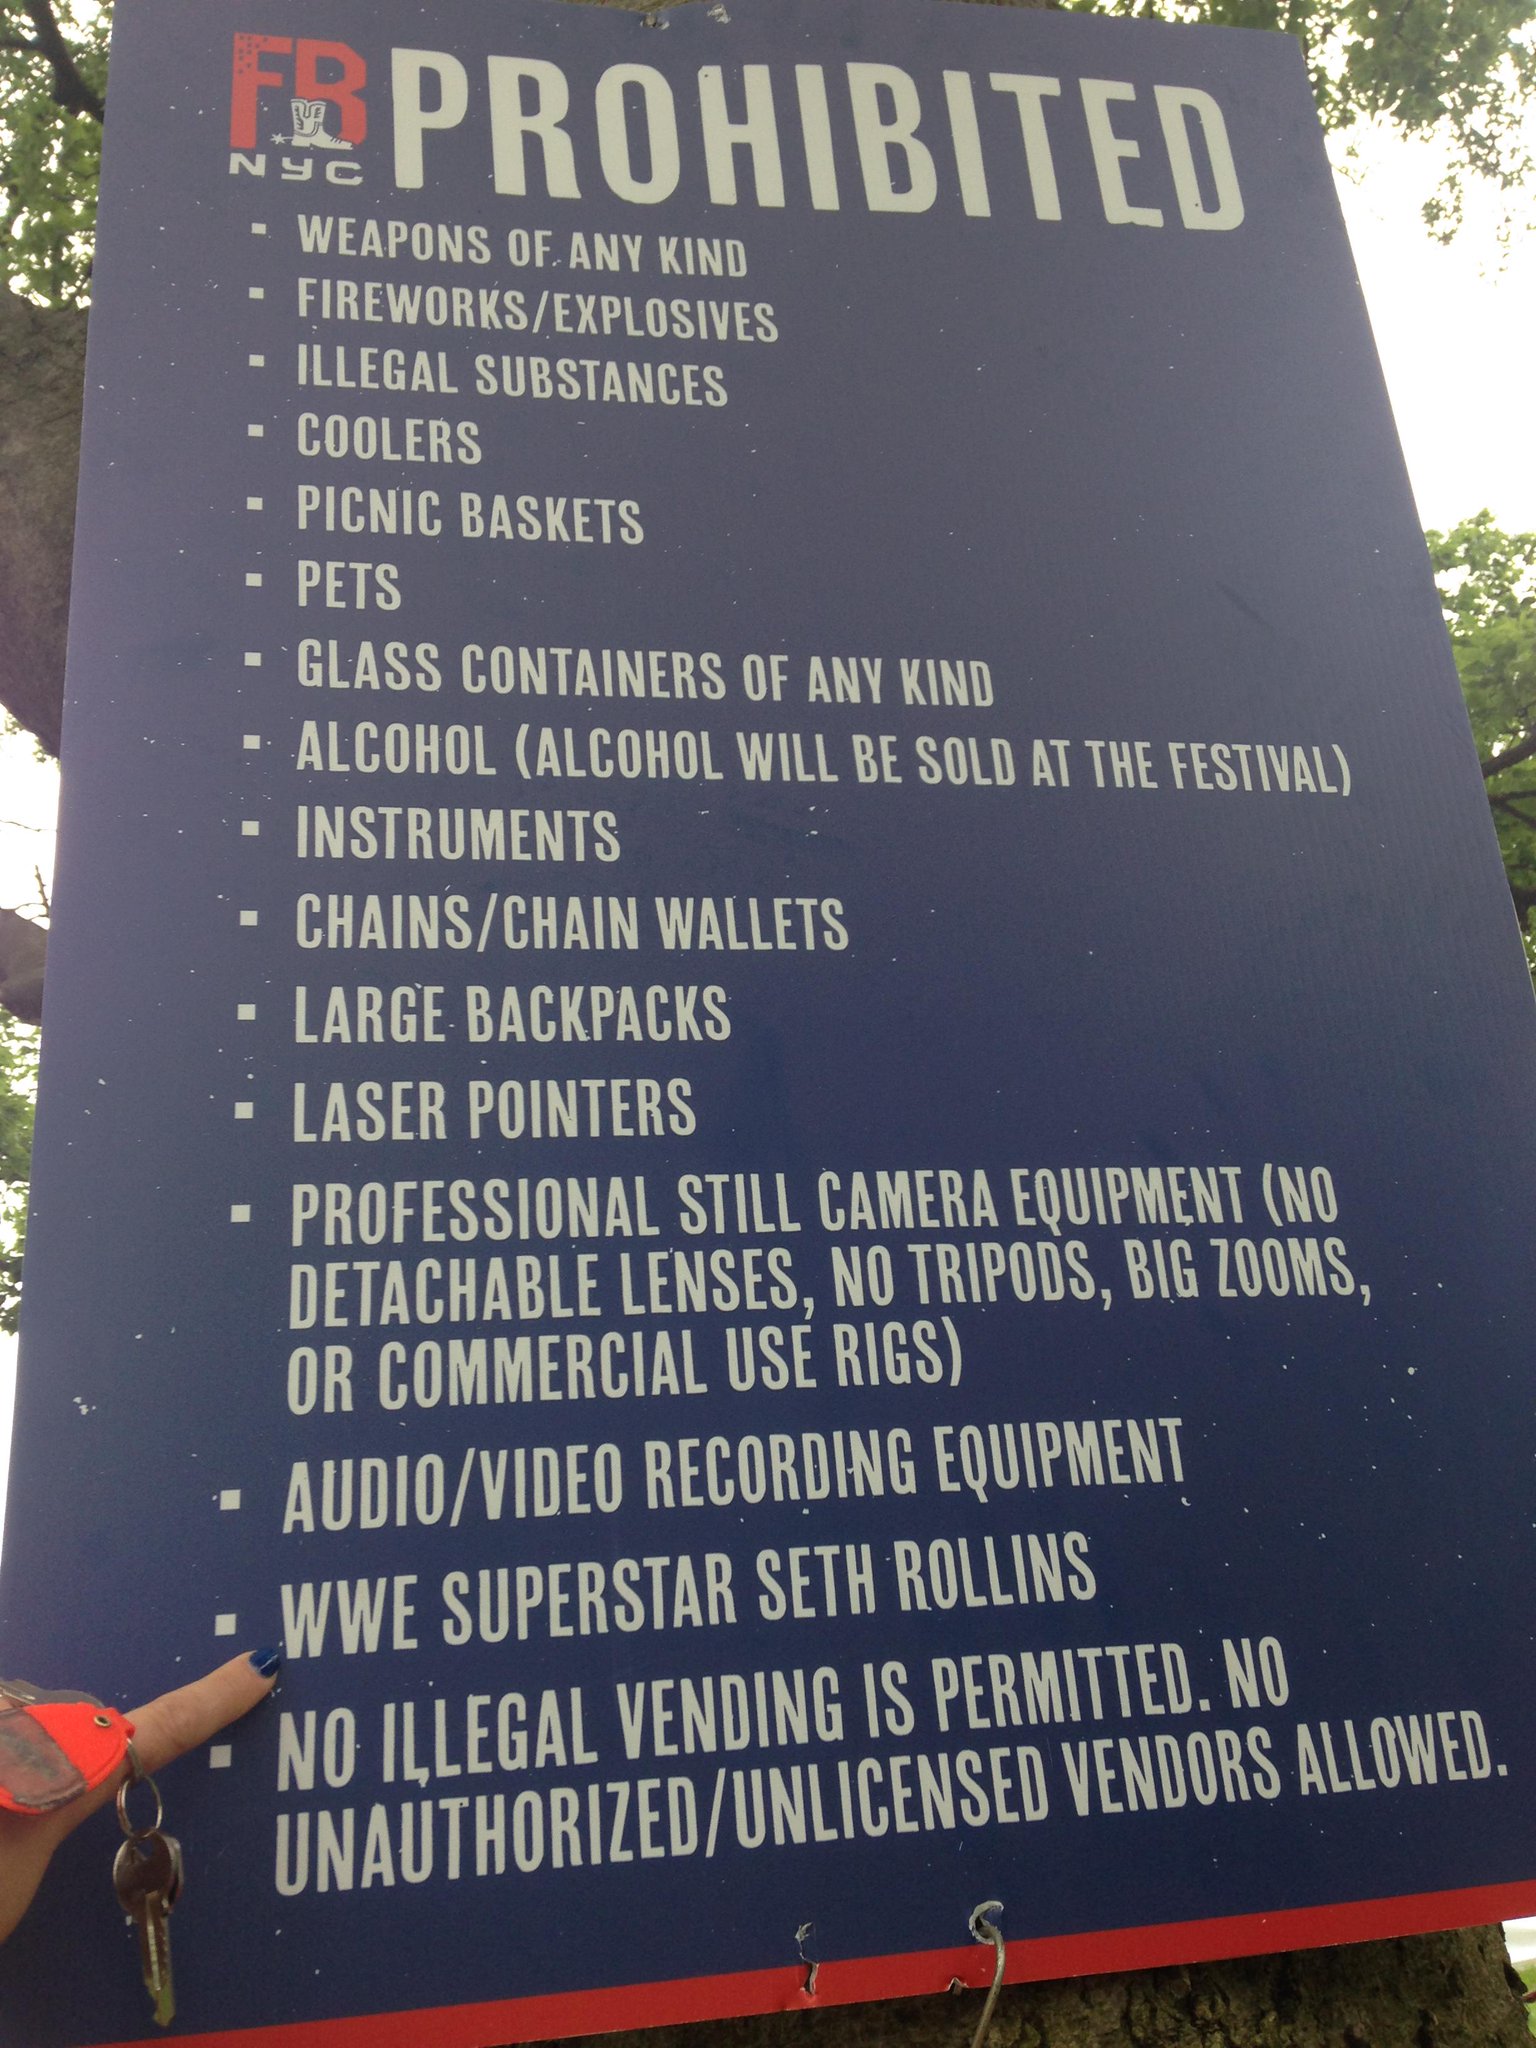 FB
NYC
PROHIBITED
▪ WEAPONS OF ANY KIND
▪ FIREWORKS/EXPLOSIVES
▪ ILLEGAL SUBSTANCES
▪ COOLERS
▪ PICNIC BASKETS
▪ PETS
▪ GLASS CONTAINERS OF ANY KIND
▪ ALCOHOL (ALCOHOL WILL BE SOLD AT THE FESTIVAL)
▪ INSTRUMENTS
▪ CHAINS/CHAIN WALLETS
▪ LARGE BACKPACKS
▪ LASER POINTERS
▪ PROFESSIONAL STILL CAMERA EQUIPMENT (NO
DETACHABLE LENSES, NO TRIPODS, BIG ZOOMS,
OR COMMERCIAL USE RIGS)
▪ AUDIO/VIDEO RECORDING EQUIPMENT
▪ WWE SUPERSTAR SETH ROLLINS
▪ NO ILLEGAL VENDING IS PERMITTED. NO
UNAUTHORIZED/UNLICENSED VENDORS ALLOWED.